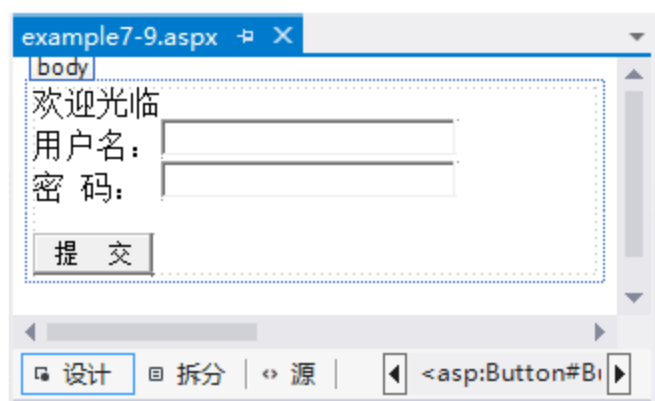 example7-9.aspx
body
欢迎光临
用户名：
密 码：
提 交
设计 拆分 源 <asp:Button#Bu